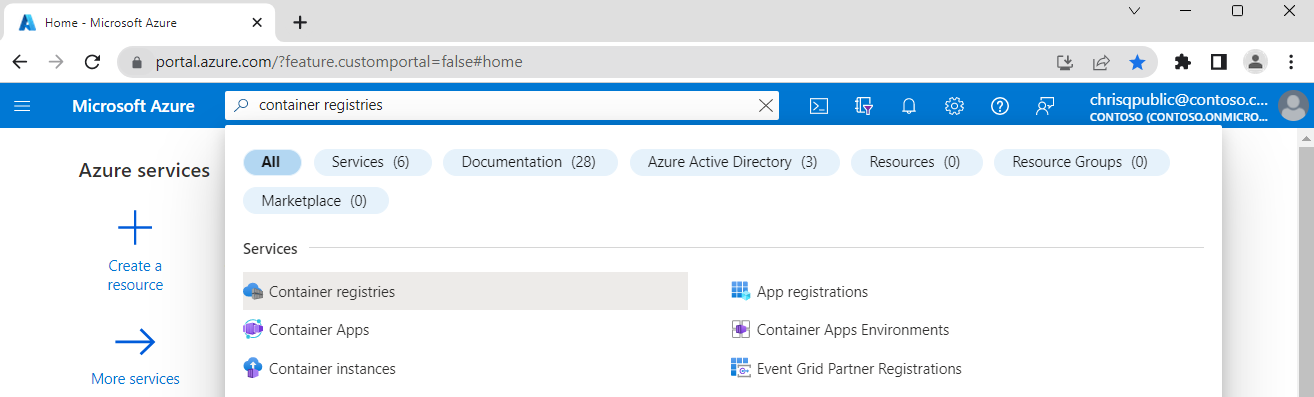 Home - Microsoft Azure
portal.azure.com/?feature.customportal=false#home
Microsoft Azure
container registries
chrisqpublic@contoso.c...
CONTOSO (CONTOSO.ONMICRO...
Azure services
All
Services (6)
Documentation (28)
Azure Active Directory (3)
Resources (0)
Resource Groups (0)
Marketplace (0)
Create a
resource
More services
Services
Container registries
App registrations
Container Apps
Container Apps Environments
Container instances
Event Grid Partner Registrations